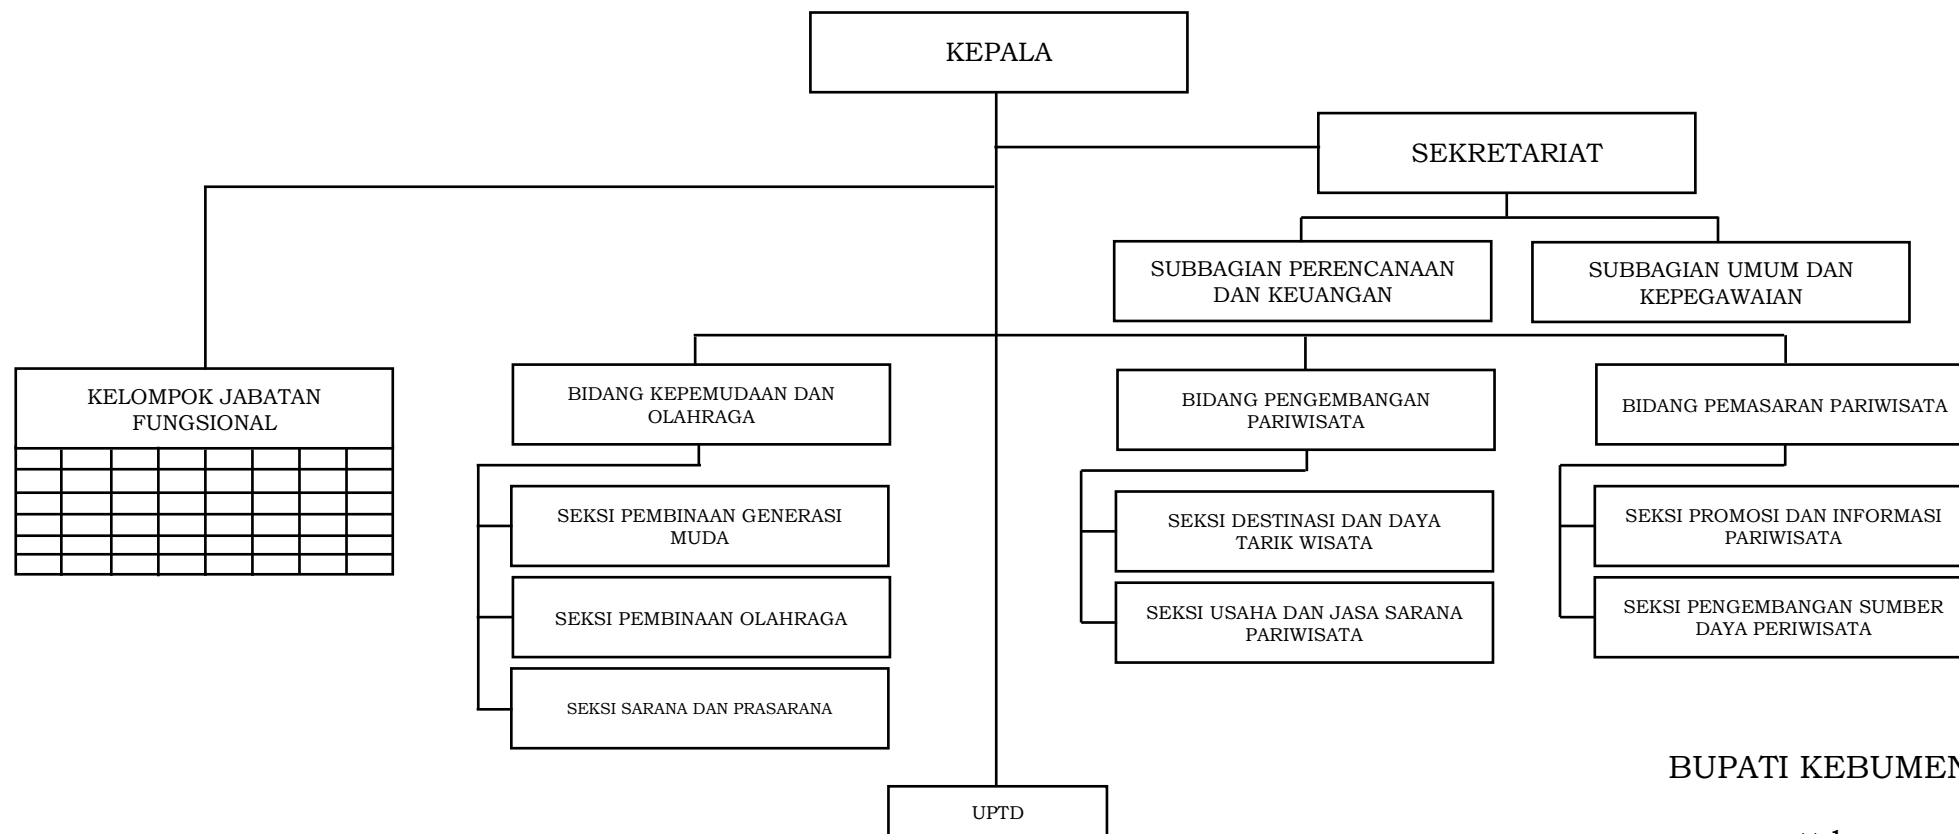 KEPALA
SEKRETARIAT
SUBBAGIAN PERENCANAAN
DAN KEUANGAN
SUBBAGIAN UMUM DAN
KEPEGAWAIAN
KELOMPOK JABATAN
FUNGSIONAL
BIDANG KEPEMUDAAN DAN
OLAHRAGA
SEKSI PEMBINAAN GENERASI
MUDA
SEKSI PEMBINAAN OLAHRAGA
SEKSI SARANA DAN PRASARANA
BIDANG PENGEMBANGAN
PARIWISATA
SEKSI DESTINASI DAN DAYA
TARIK WISATA
SEKSI USAHA DAN JASA SARANA
PARIWISATA
BIDANG PEMASARAN PARIWISATA
SEKSI PROMOSI DAN INFORMASI
PARIWISATA
SEKSI PENGEMBANGAN SUMBER
DAYA PERIWISATA
UPTD
BUPATI KEBUMEN